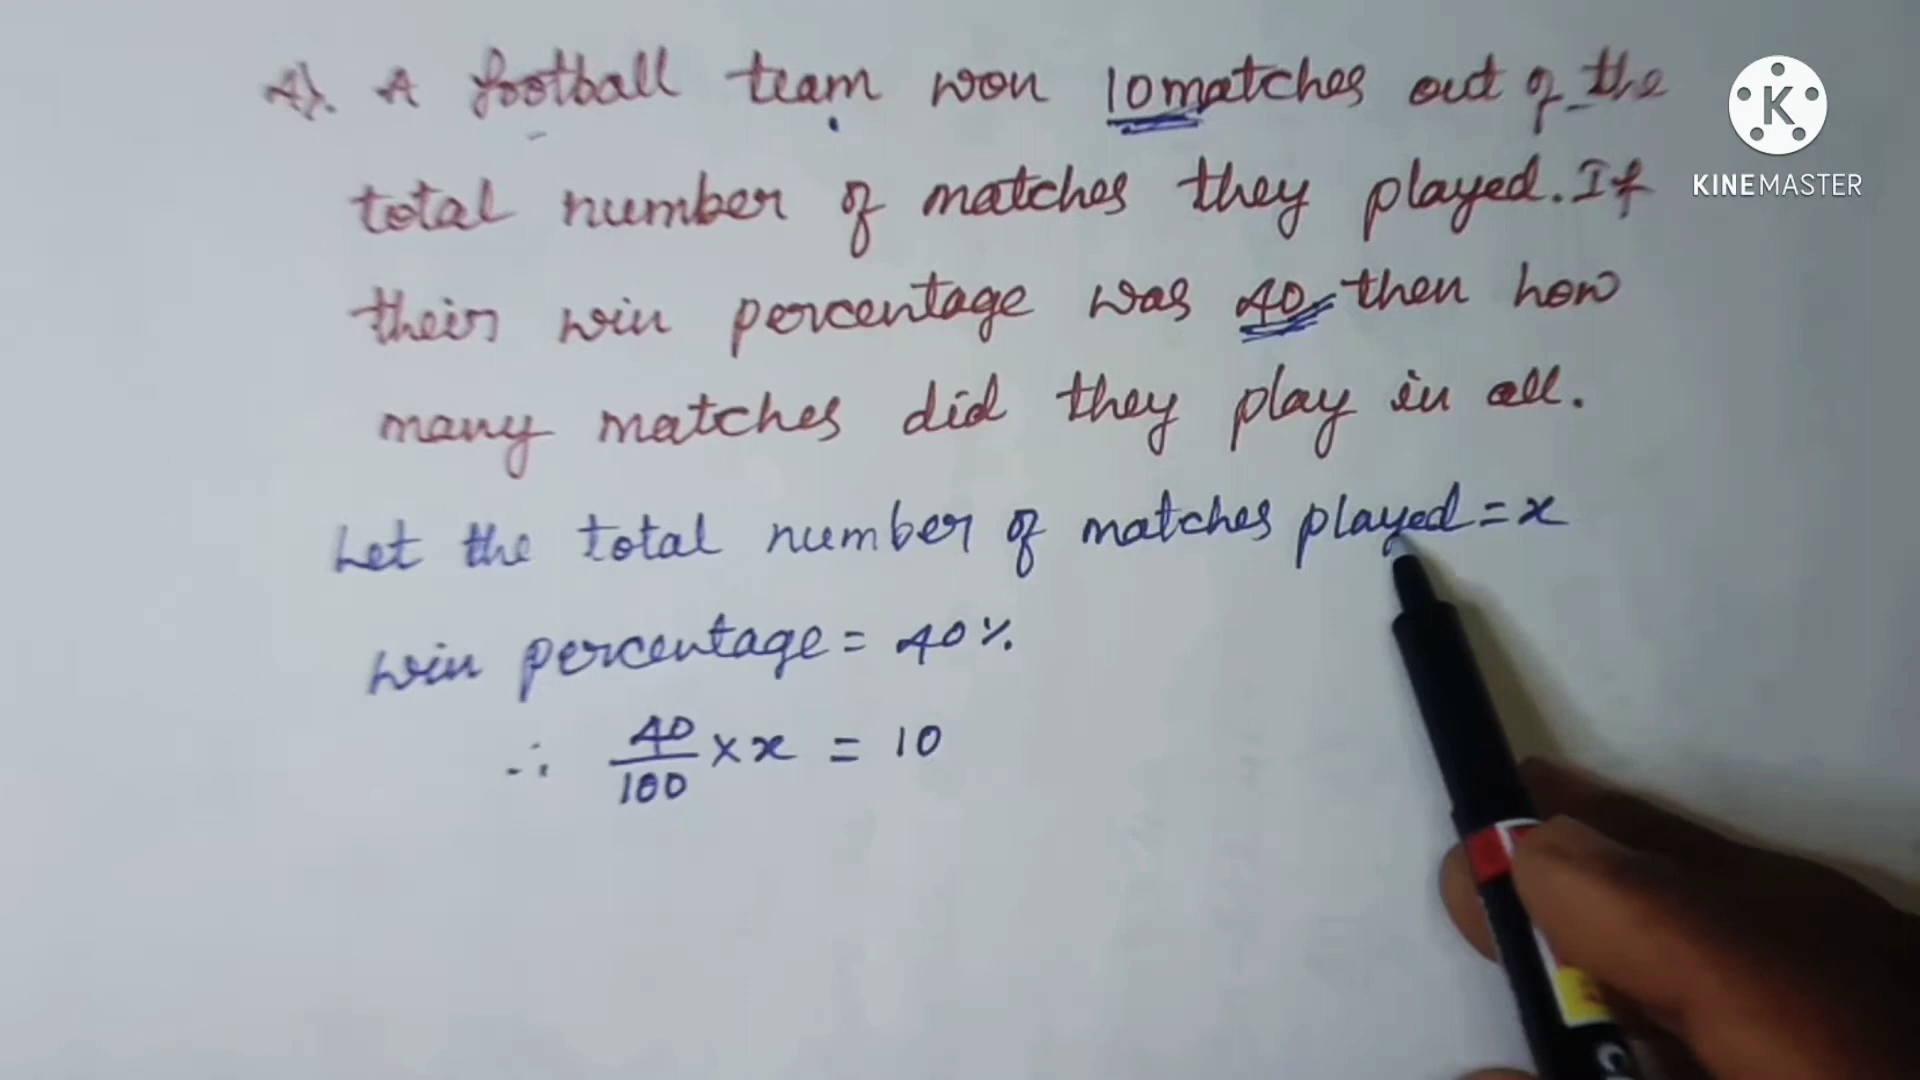 4). A football team won 10 matches out of the
total number of matches they played. If
their win percentage was 40 then how
many matches did they play in all.
Let the total number of matches played = x
win percentage = 40%
∴ 40/100 × x = 10
K
KINEMASTER